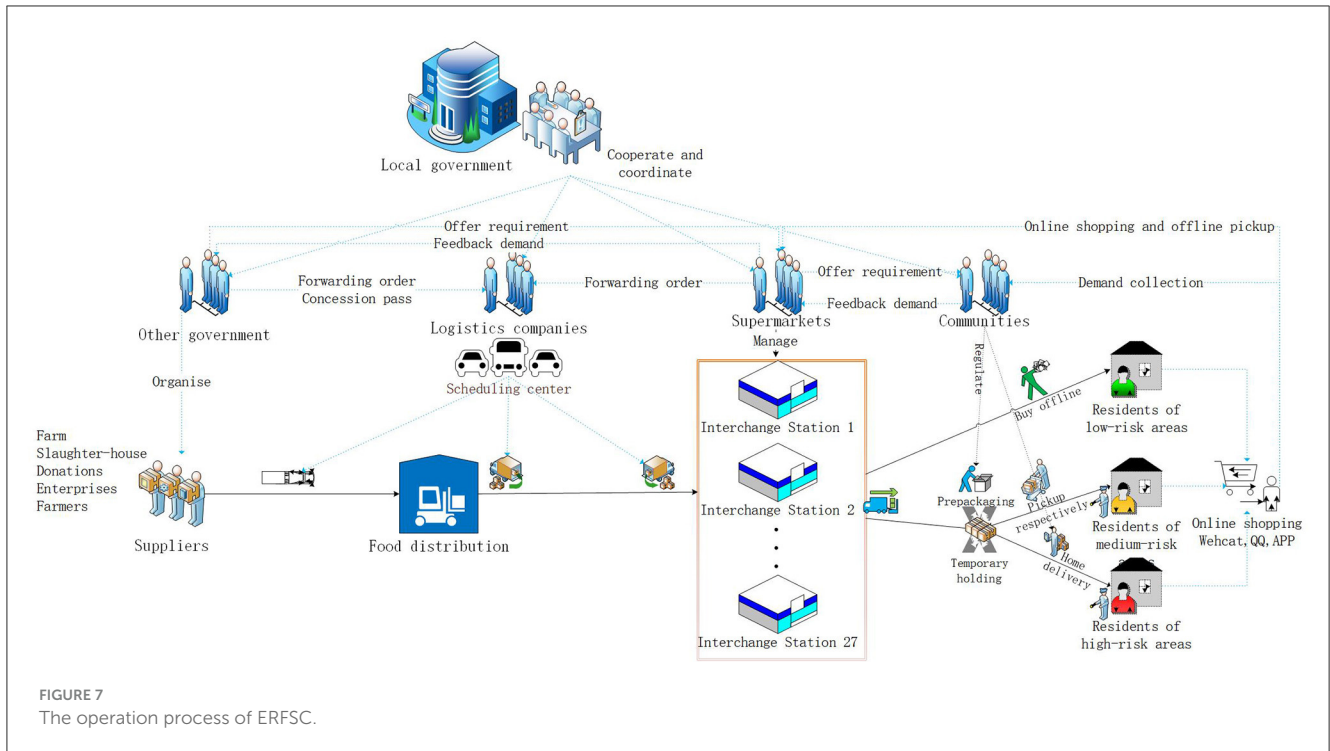 Local government
Cooperate and
coordinate
Offer requirement
Feedback demand
Online shopping and offline pickup
Forwarding order
Concession pass
Forwarding order
Offer requirement
Feedback demand
Demand collection
Other government
Logistics companies
Supermarkets
Communities
Manage
Regulate
Organise
Scheduling center
Interchange Station 1
Buy offline
Residents of
low-risk areas
Farm
Slaughter-house
Donations
Enterprises
Farmers
Suppliers
Food distribution
Interchange Station 2
Prepackaging
Pickup
respectively
Temporary
holding
Home
delivery
Residents of
medium-risk
Online shopping
Wehcat,QQ,APP
Interchange Station 27
Residents of
high-risk areas
FIGURE 7
The operation process of ERFSC.